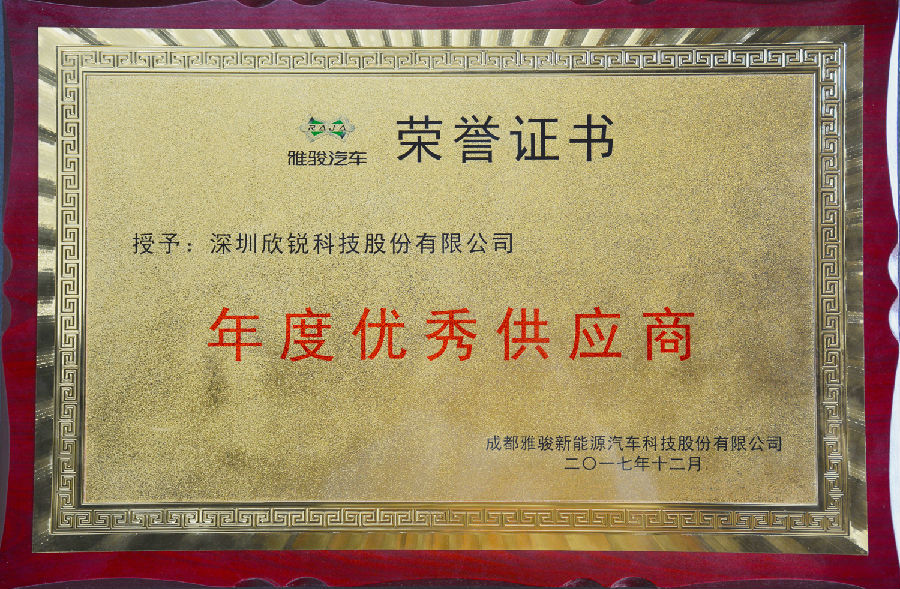 RAJA
雅骏汽车 荣誉证书
授予：深圳欣锐科技股份有限公司
年度优秀供应商
成都雅骏新能源汽车科技股份有限公司
二〇一七年十二月